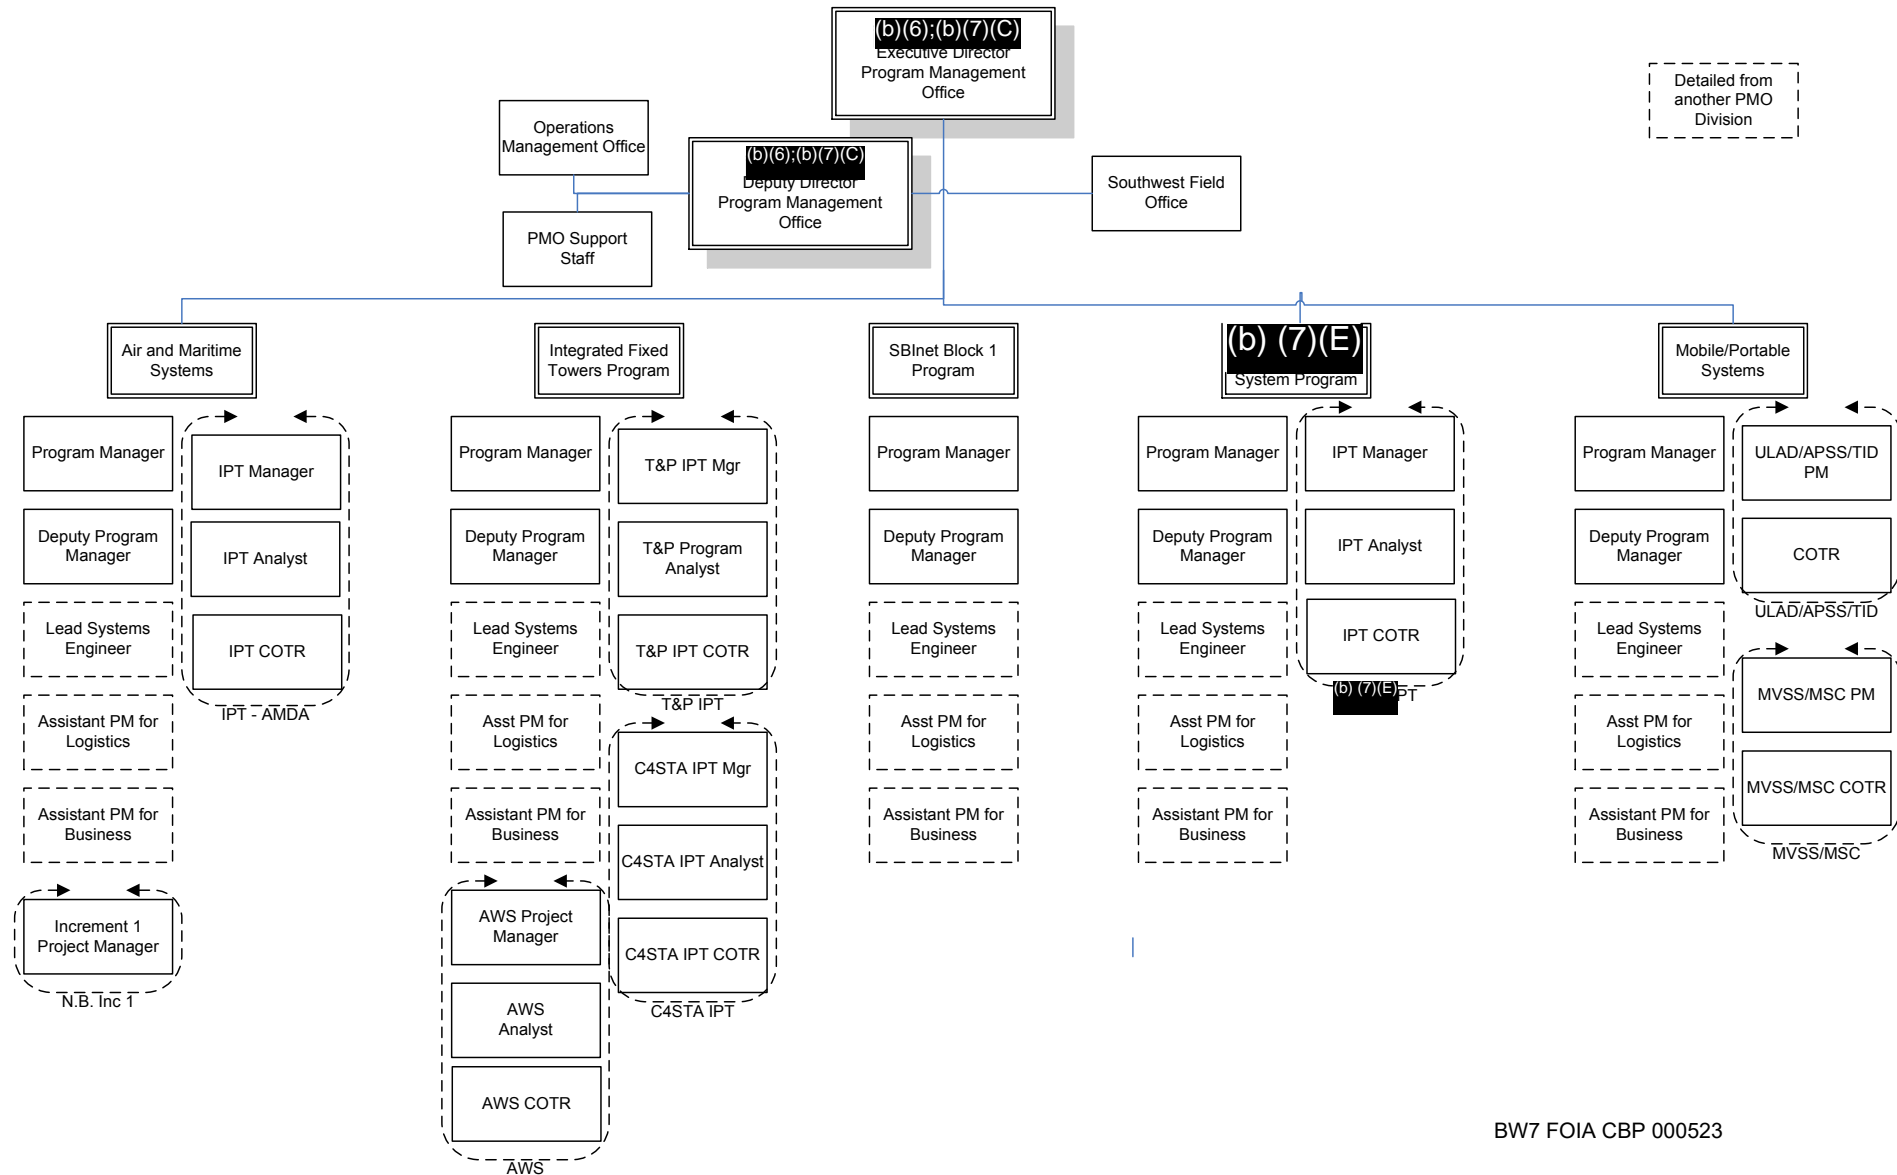 (b)(6);(b)(7)(C)
Executive Director
Program Management
Office
Detailed from
another PMO
Division
Operations
Management Office
(b)(6);(b)(7)(C)
Deputy Director
Program Management
Office
Southwest Field
Office
PMO Support
Staff
Air and Maritime
Systems
Program Manager
Deputy Program
Manager
Lead Systems
Engineer
Assistant PM for
Logistics
Assistant PM for
Business
Increment 1
Project Manager
N.B. Inc 1
IPT Manager
IPT Analyst
IPT COTR
IPT - AMDA
Integrated Fixed
Towers Program
Program Manager
Deputy Program
Manager
Lead Systems
Engineer
Asst PM for
Logistics
Assistant PM for
Business
AWS Project
Manager
AWS
Analyst
AWS COTR
AWS
T&P IPT Mgr
T&P Program
Analyst
T&P IPT COTR
T&P IPT
C4STA IPT Mgr
C4STA IPT Analyst
C4STA IPT COTR
C4STA IPT
SBInet Block 1
Program
Program Manager
Deputy Program
Manager
Lead Systems
Engineer
Asst PM for
Logistics
Assistant PM for
Business
(b) (7)(E)
System Program
Program Manager
Deputy Program
Manager
Lead Systems
Engineer
Asst PM for
Logistics
Assistant PM for
Business
IPT Manager
IPT Analyst
IPT COTR
(b) (7)(E) PT
Mobile/Portable
Systems
Program Manager
Deputy Program
Manager
Lead Systems
Engineer
Asst PM for
Logistics
Assistant PM for
Business
ULAD/APSS/TID
PM
COTR
ULAD/APSS/TID
MVSS/MSC PM
MVSS/MSC COTR
MVSS/MSC
BW7 FOIA CBP 000523